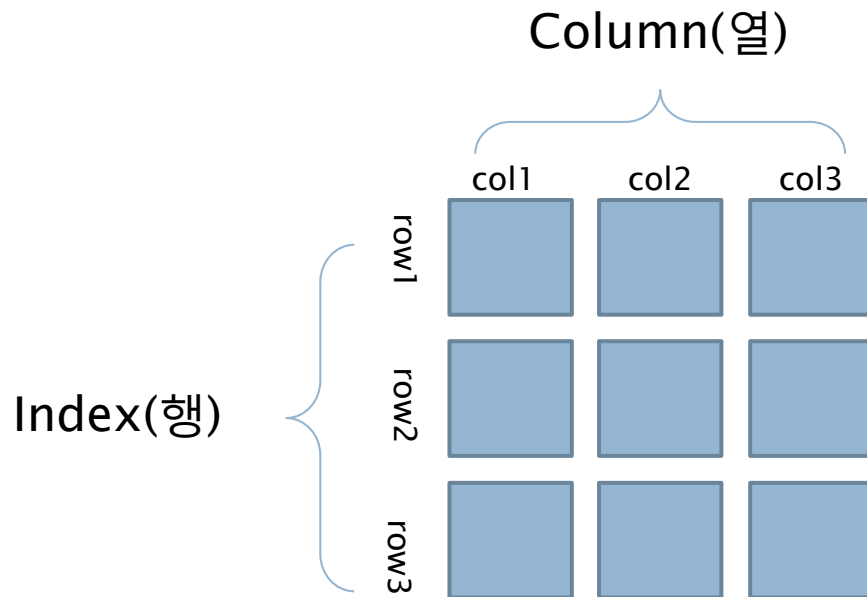 Column(열)
col1 col2 col3
row1
row2
Index(행)
row3